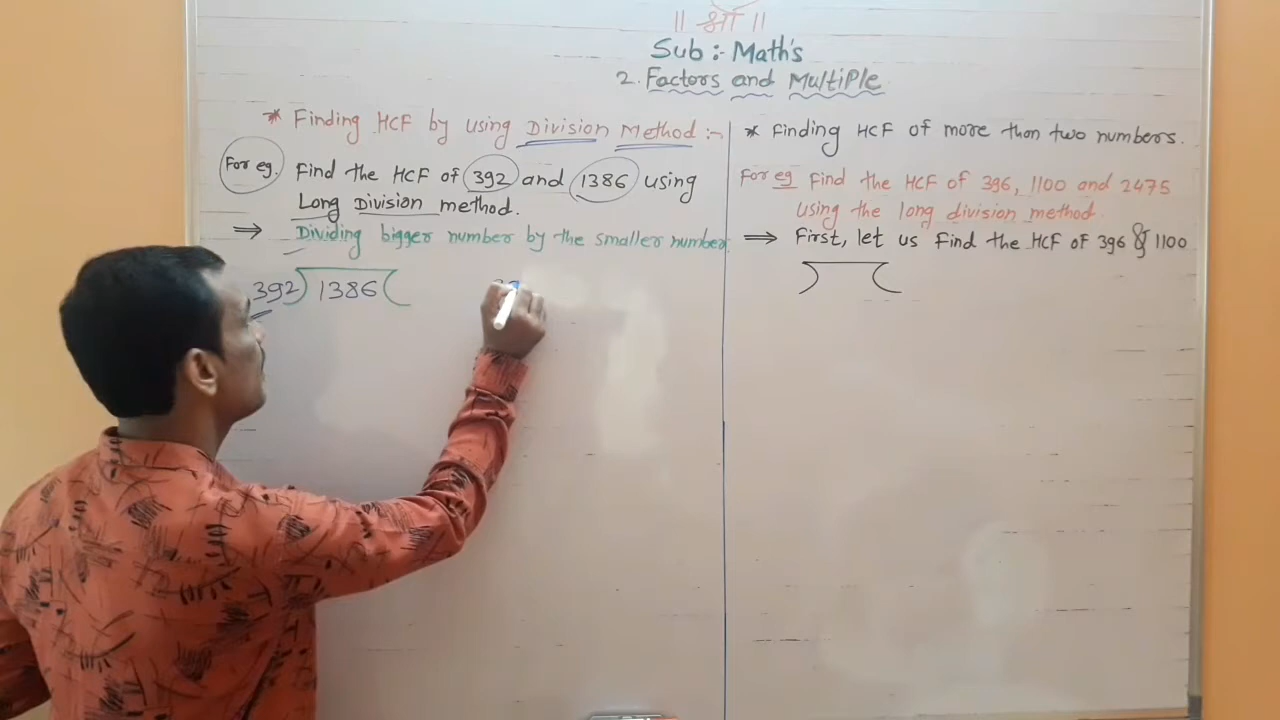 || श्री ||
Sub :- Math's
2. Factors and Multiple
* Finding HCF by using Division Method :-
For eg. Find the HCF of 392 and 1386 using
Long Division method.
⇒ Dividing bigger number by the smaller number.
392) 1386 (
* Finding HCF of more than two numbers.
For eg Find the HCF of 396, 1100 and 2475
using the long division method.
⇒ First, let us Find the HCF of 396 & 1100